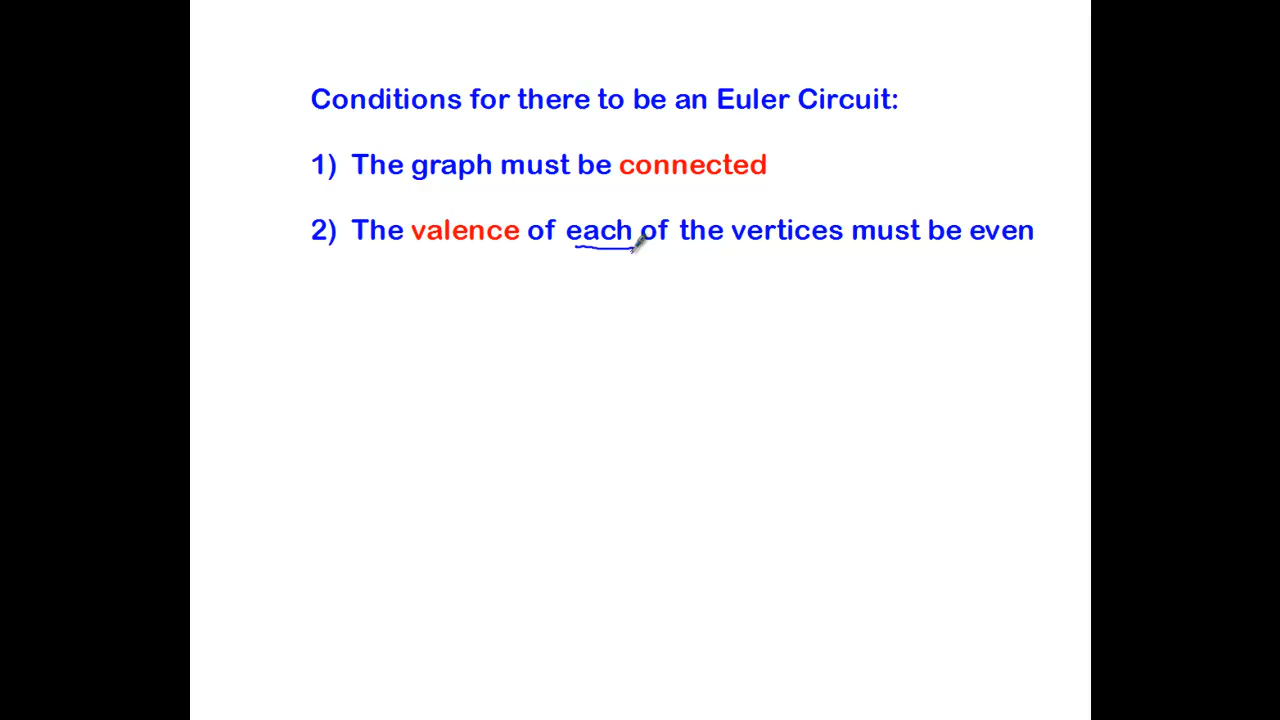 Conditions for there to be an Euler Circuit:
1) The graph must be connected
2) The valence of each of the vertices must be even